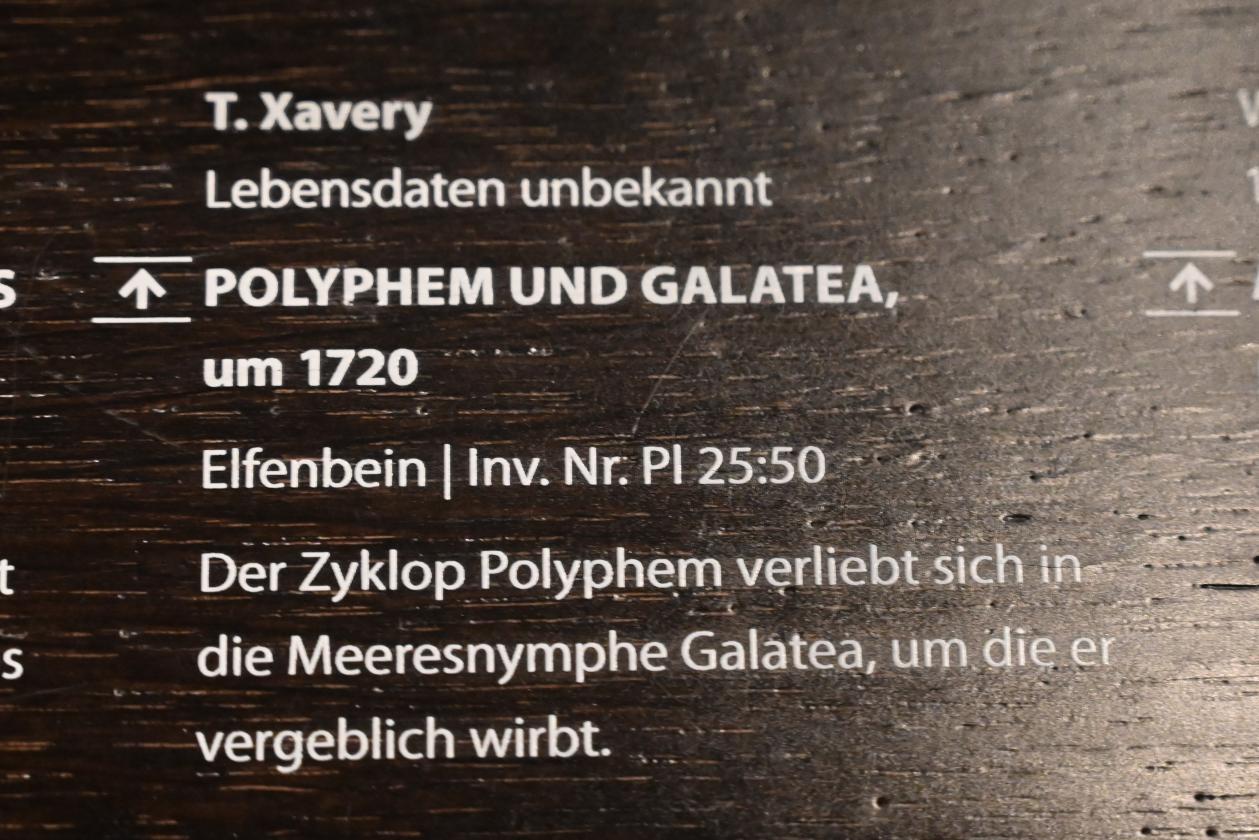 T. Xavery
Lebensdaten unbekannt
POLYPHEM UND GALATEA,
um 1720
Elfenbein | Inv. Nr. Pl 25:50
Der Zyklop Polyphem verliebt sich in
die Meeresnymphe Galatea, um die er
vergeblich wirbt.